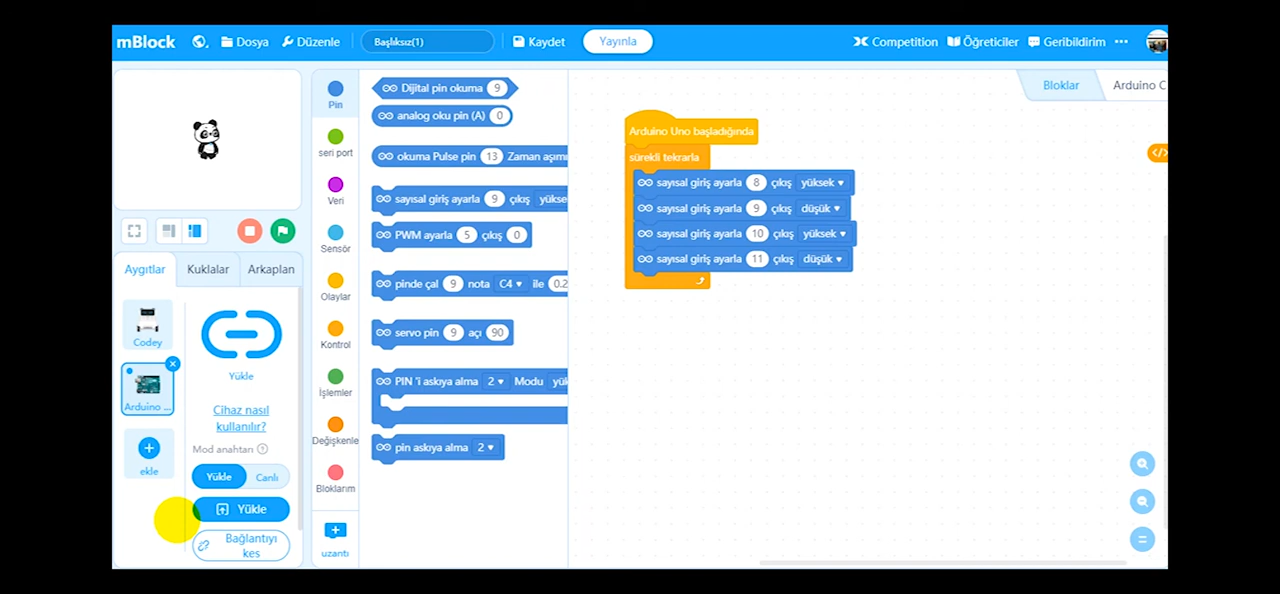 mBlock
Dosya
Düzenle
Başlıksız(1)
Kaydet
Yayınla
Competition
Öğreticiler
Geribildirim
Aygıtlar
Kuklalar
Arkaplan
Codey
Arduino ...
ekle
Yükle
Cihaz nasıl
kullanılır?
Mod anahtarı ?
Yükle
Canlı
Yükle
Bağlantıyı
kes
Pin
seri port
Veri
Sensör
Olaylar
Kontrol
İşlemler
Değişkenle
Bloklarım
uzantı
Dijital pin okuma 9
analog oku pin (A) 0
okuma Pulse pin 13 Zaman aşımı
sayısal giriş ayarla 9 çıkış yükse
PWM ayarla 5 çıkış 0
pinde çal 9 nota C4 ile 0.2
servo pin 9 açı 90
PIN 'i askıya alma 2 Modu yük
pin askıya alma 2
Bloklar
Arduino C
Arduino Uno başladığında
sürekli tekrarla
sayısal giriş ayarla 8 çıkış yüksek
sayısal giriş ayarla 9 çıkış düşük
sayısal giriş ayarla 10 çıkış yüksek
sayısal giriş ayarla 11 çıkış düşük